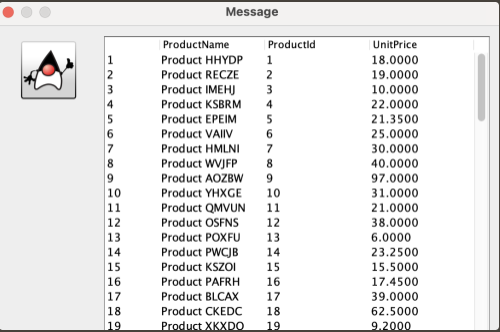 Message
ProductName ProductId UnitPrice
1 Product HHYDP 1 18.0000
2 Product RECZE 2 19.0000
3 Product IMEHJ 3 10.0000
4 Product KSBRM 4 22.0000
5 Product EPEIM 5 21.3500
6 Product VAIIV 6 25.0000
7 Product HMLNI 7 30.0000
8 Product WVJFP 8 40.0000
9 Product AOZBW 9 97.0000
10 Product YHXGE 10 31.0000
11 Product QMVUN 11 21.0000
12 Product OSFNS 12 38.0000
13 Product POXFU 13 6.0000
14 Product PWCJB 14 23.2500
15 Product KSZOI 15 15.5000
16 Product PAFRH 16 17.4500
17 Product BLCAX 17 39.0000
18 Product CKEDC 18 62.5000
19 Product XKXDO 19 9.2000